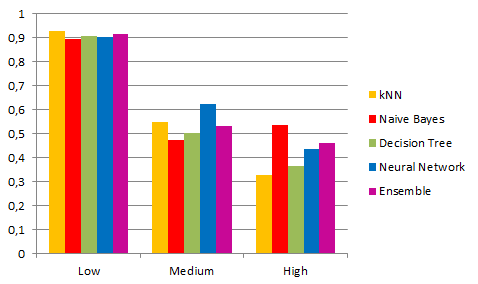 1
0,9
0,8
0,7
0,6
0,5
0,4
0,3
0,2
0,1
0
Low Medium High
kNN
Naive Bayes
Decision Tree
Neural Network
Ensemble